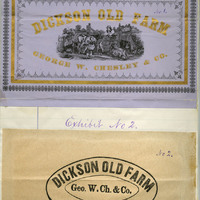 DICKSON OLD FARM
GEORGE W. CHESLEY & CO.
Exhibit No 2.
No 2.
DICKSON OLD FARM
Geo. W. Ch. & Co.